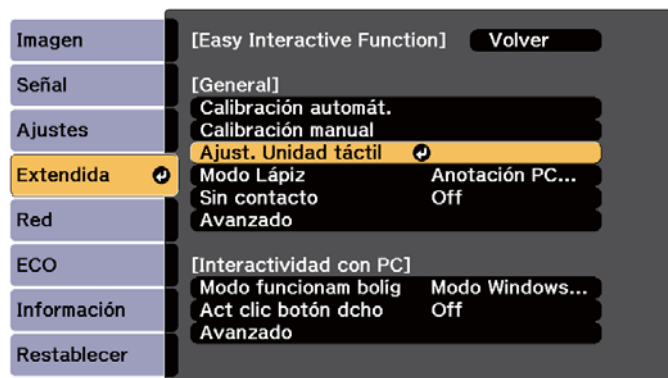 Imagen
Señal
Ajustes
Extendida
Red
ECO
Información
Restablecer
[Easy Interactive Function] Volver
[General]
Calibración automát.
Calibración manual
Ajust. Unidad táctil
Modo Lápiz Anotación PC...
Sin contacto Off
Avanzado
[Interactividad con PC]
Modo funcionam bolíg Modo Windows...
Act clic botón dcho Off
Avanzado